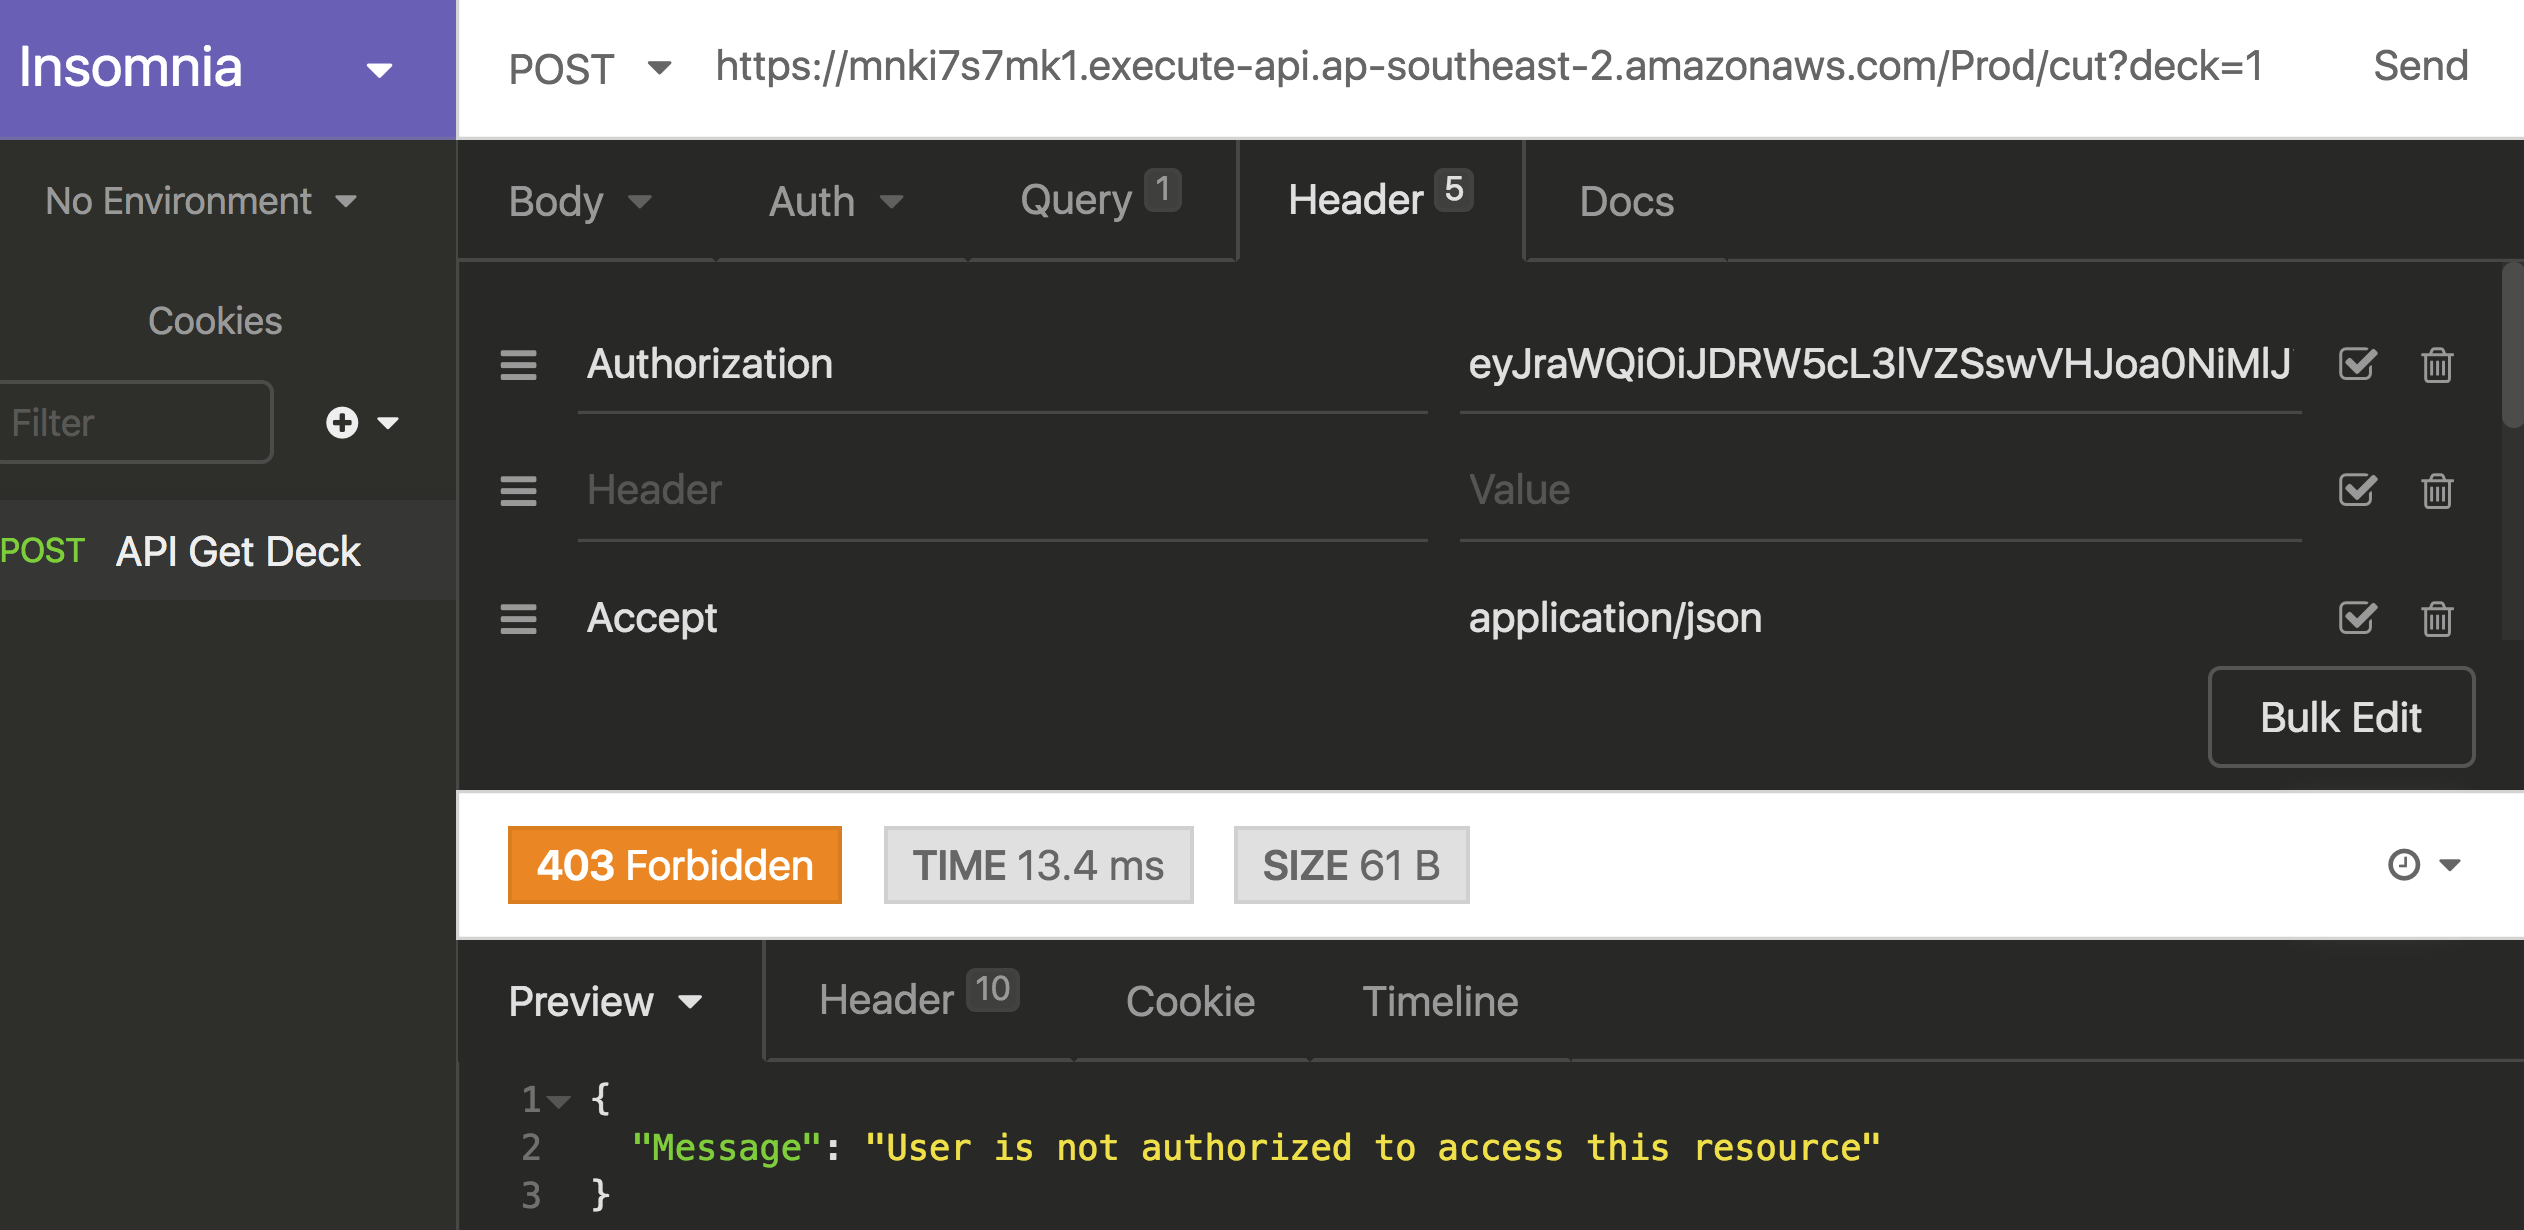 Insomnia
POST https://mnki7s7mk1.execute-api.ap-southeast-2.amazonaws.com/Prod/cut?deck=1 Send
No Environment
Cookies
Filter
POST API Get Deck
Body Auth Query 1 Header 5 Docs
Authorization eyJraWQiOiJDRW5cL3lVZSswVHJoa0NiMlJ
Header Value
Accept application/json
Bulk Edit
403 Forbidden TIME 13.4 ms SIZE 61 B
Preview Header 10 Cookie Timeline
1 {
2 "Message": "User is not authorized to access this resource"
3 }